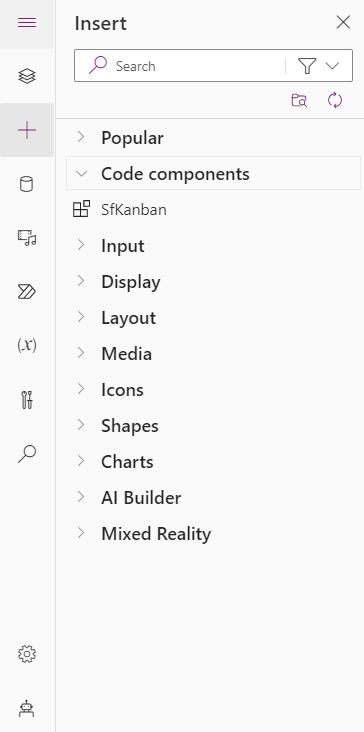 Insert
Search
Popular
Code components
SfKanban
Input
Display
Layout
Media
(x)
Icons
Shapes
Charts
AI Builder
Mixed Reality